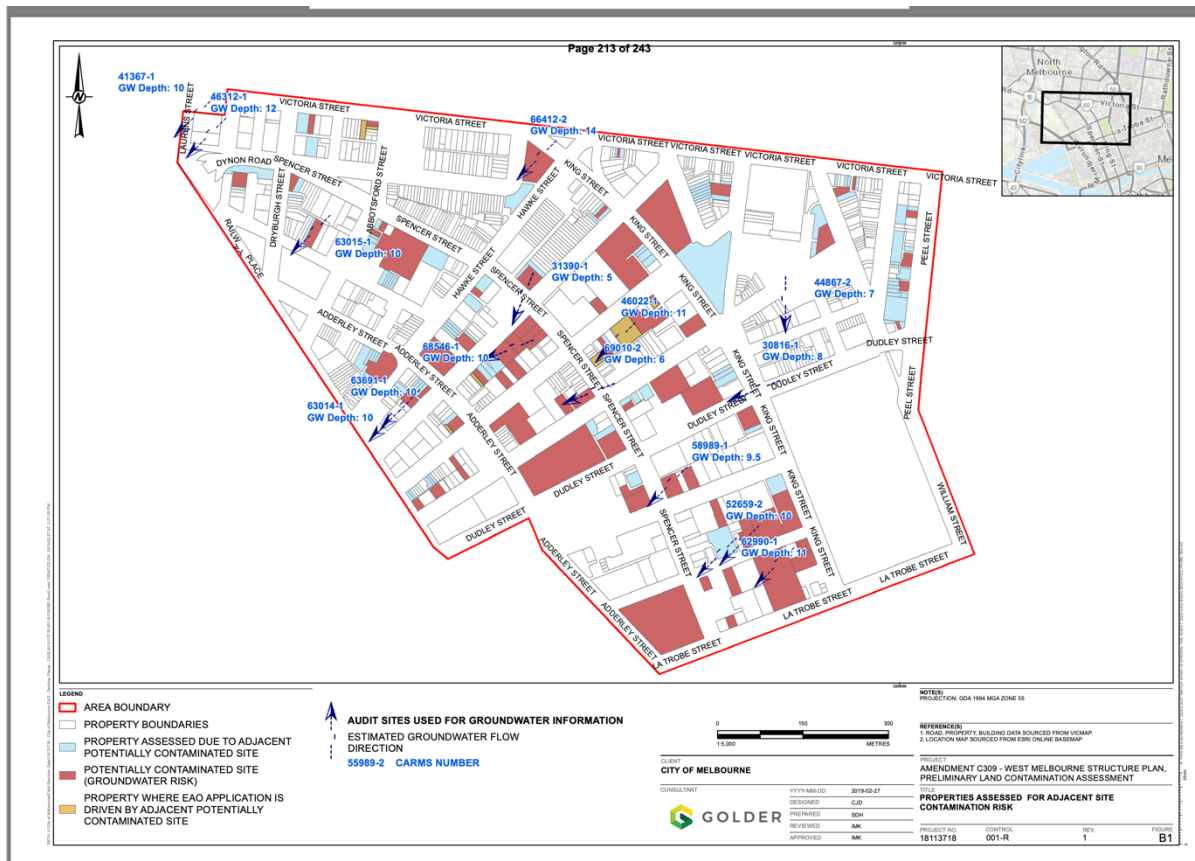 Page 213 of 243
41367-1
GW Depth: 10
46312-1
GW Depth: 12
LAURENS STREET
VICTORIA STREET
VICTORIA STREET
66412-2
GW Depth: 14
VICTORIA STREET
VICTORIA STREET
VICTORIA STREET
VICTORIA STREET
VICTORIA STREET
DYNON ROAD
SPENCER STREET
DRYBURGH STREET
ABBOTSFORD STREET
RAILW
PLACE
63015-1
GW Depth: 10
SPENCER STREET
HAWKE STREET
KING STREET
HAWKE STREET
SPENCER STREET
31390-1
GW Depth: 5
KING STREET
KING STREET
PEEL STREET
44867-2
GW Depth: 7
46022-1
GW Depth: 11
ADDERLEY STREET
ADDERLEY STREET
68546-1
GW Depth: 10
69010-2
GW Depth: 6
SPENCER STREET
30816-1
GW Depth: 8
DUDLEY STREET
KING STREET
DUDLEY STREET
PEEL STREET
63691-1
GW Depth: 10
63014-1
GW Depth: 10
ADDERLEY STREET
SPENCER STREET
DUDLEY STREET
KING STREET
58989-1
GW Depth: 9.5
DUDLEY STREET
DUDLEY STREET
KING STREET
KING STREET
52659-2
GW Depth: 10
SPENCER STREET
62990-1
GW Depth: 11
WILLIAM STREET
ADDERLEY STREET
ADDERLEY STREET
LA TROBE STREET
LA TROBE STREET
LA TROBE STREET
North
Melbourne
Victoria St
La Trobe St
CityLink
LEGEND
AREA BOUNDARY
PROPERTY BOUNDARIES
PROPERTY ASSESSED DUE TO ADJACENT
POTENTIALLY CONTAMINATED SITE
POTENTIALLY CONTAMINATED SITE
(GROUNDWATER RISK)
PROPERTY WHERE EAO APPLICATION IS
DRIVEN BY ADJACENT POTENTIALLY
CONTAMINATED SITE
AUDIT SITES USED FOR GROUNDWATER INFORMATION
ESTIMATED GROUNDWATER FLOW
DIRECTION
55989-2 CARMS NUMBER
0 150 300
1:5,000 METRES
CLIENT
CITY OF MELBOURNE
CONSULTANT
GOLDER
YYYY-MM-DD 2019-02-27
DESIGNED CJD
PREPARED SDH
REVIEWED IMK
APPROVED IMK
NOTE(S)
PROJECTION: GDA 1994 MGA ZONE 55
REFERENCE(S)
1. ROAD, PROPERTY, BUILDING DATA SOURCED FROM VICMAP.
2. LOCATION MAP SOURCED FROM ESRI ONLINE BASEMAP
PROJECT
AMENDMENT C309 - WEST MELBOURNE STRUCTURE PLAN,
PRELIMINARY LAND CONTAMINATION ASSESSMENT
TITLE
PROPERTIES ASSESSED FOR ADJACENT SITE
CONTAMINATION RISK
PROJECT NO. CONTROL REV. FIGURE
18113718 001-R 1 B1